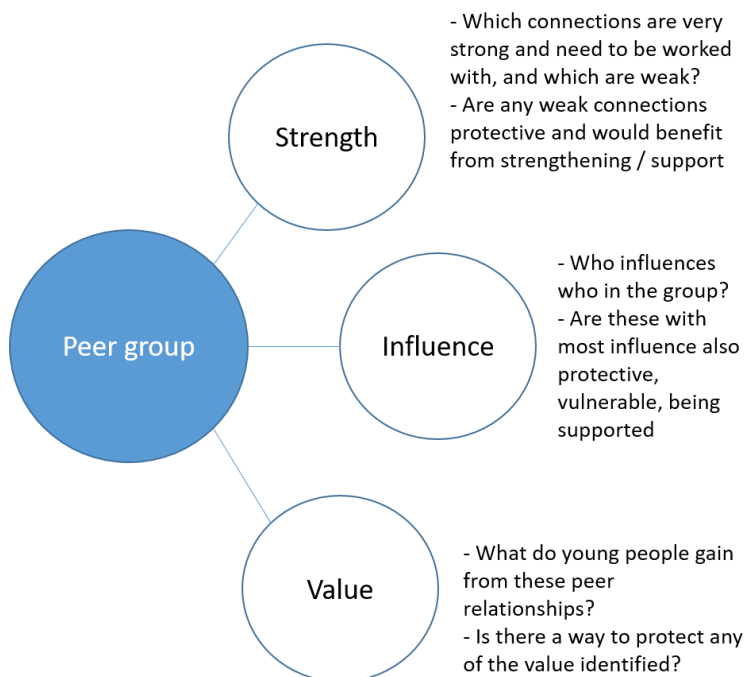 - Which connections are very
strong and need to be worked
with, and which are weak?
- Are any weak connections
protective and would benefit
from strengthening / support
Strength
- Who influences
who in the group?
- Are these with
most influence also
protective,
vulnerable, being
supported
Peer group
Influence
- What do young people gain
from these peer
relationships?
- Is there a way to protect any
of the value identified?
Value